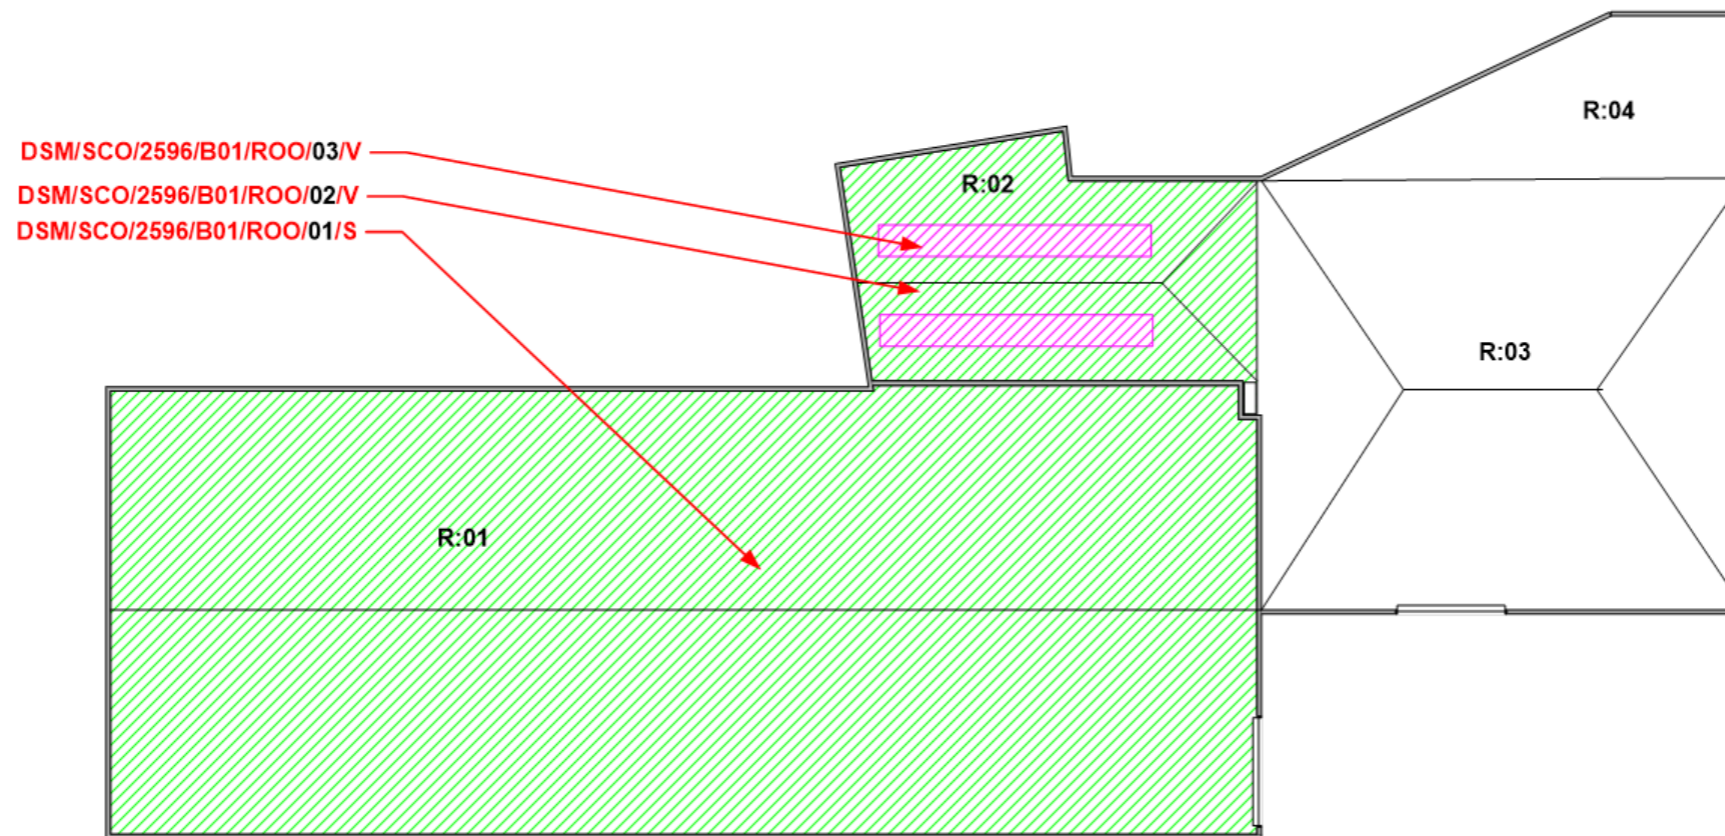 R:04
DSM/SCO/2596/B01/ROO/03/V
R:02
DSM/SCO/2596/B01/ROO/02/V
DSM/SCO/2596/B01/ROO/01/S
R:03
R:01